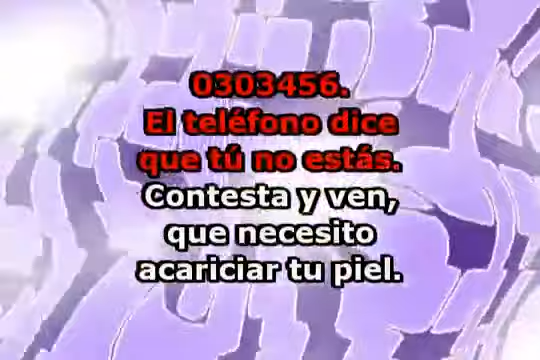 0303456.
El teléfono dice
que tú no estás.
Contesta y ven,
que necesito
acariciar tu piel.